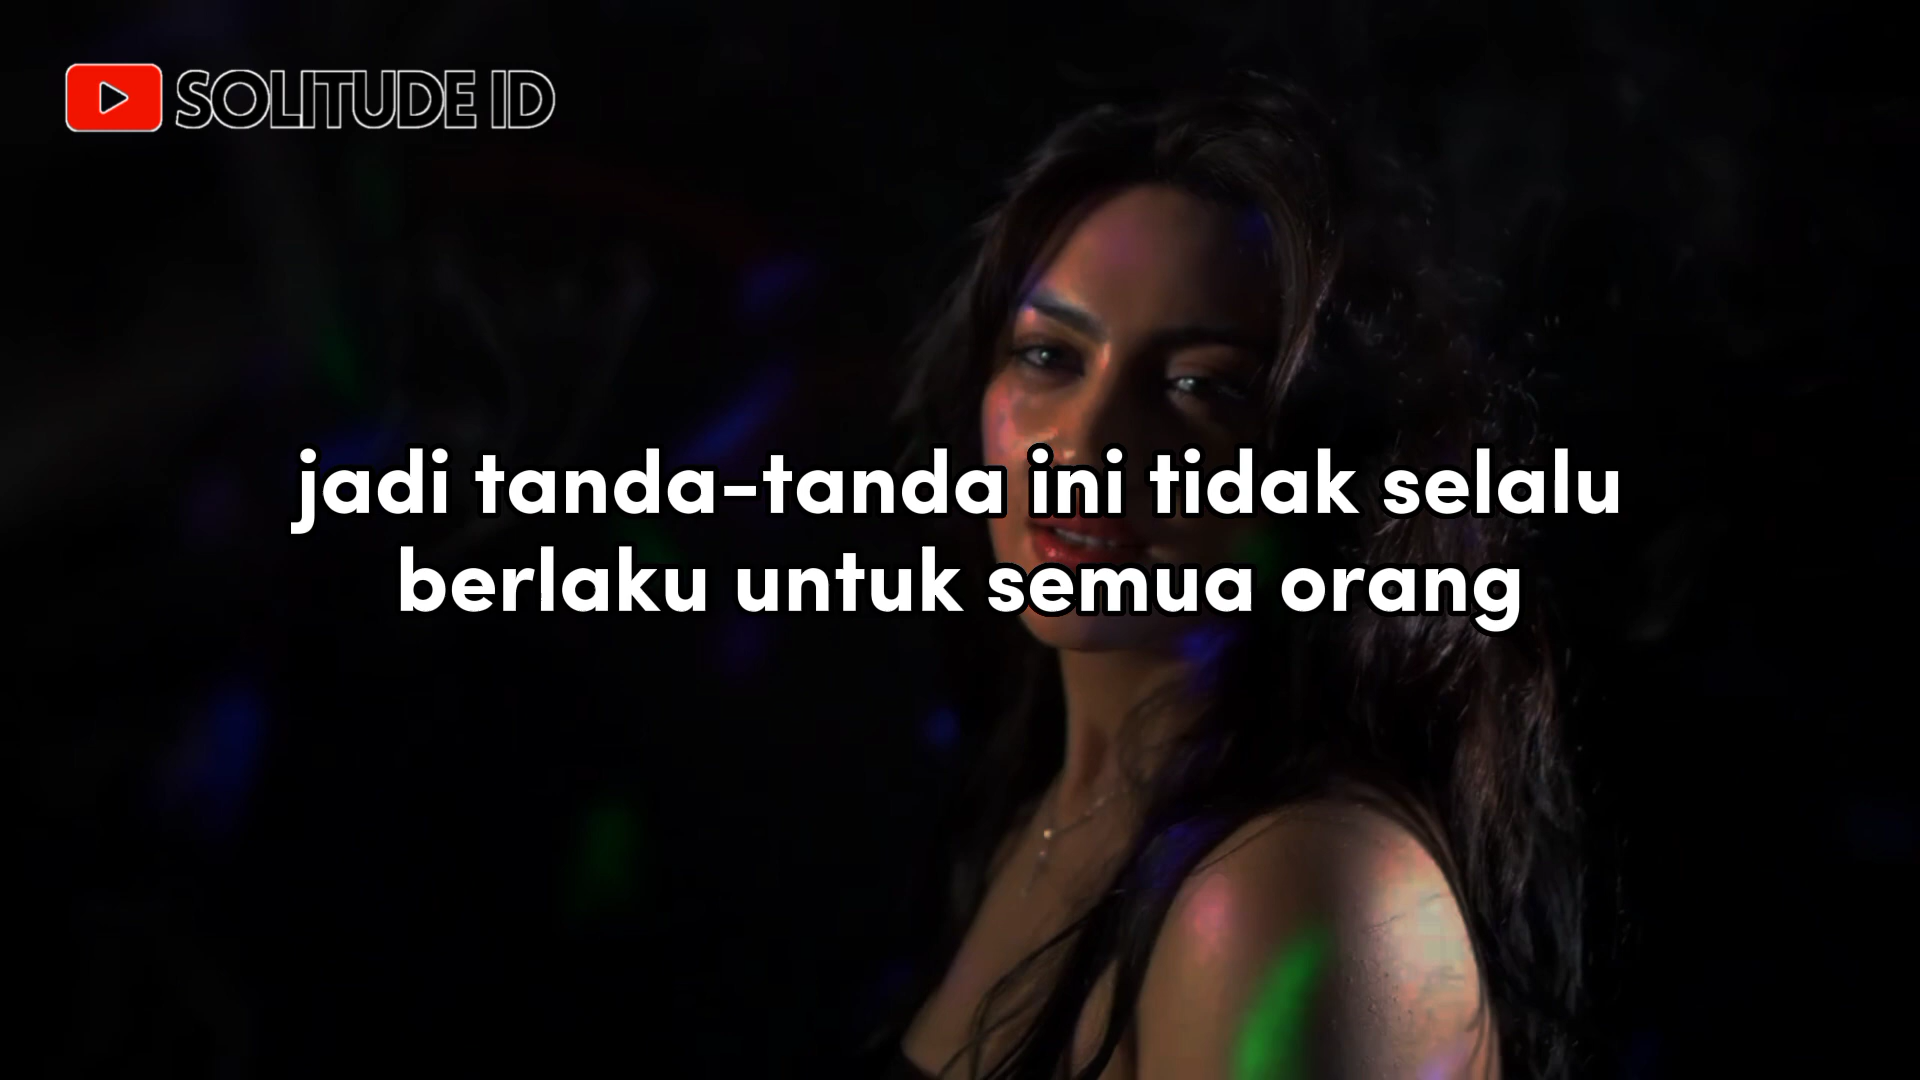 SOLITUDE ID
jadi tanda-tanda ini tidak selalu
berlaku untuk semua orang